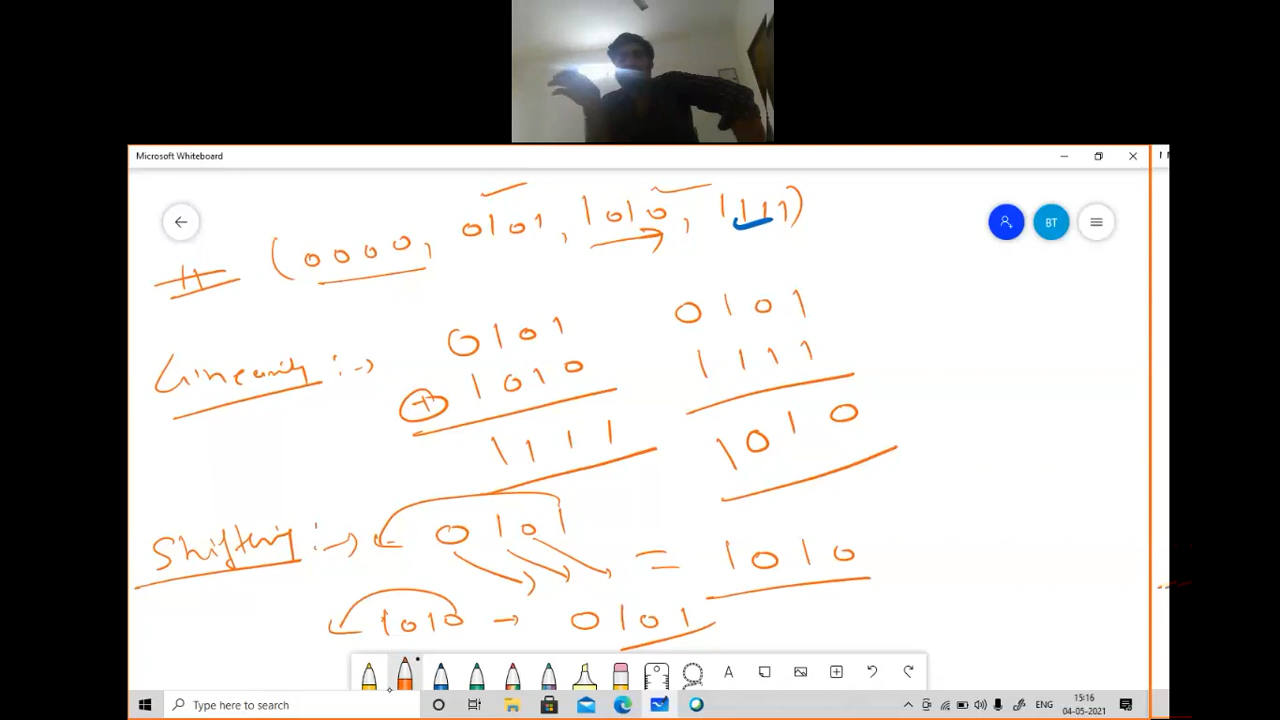 Microsoft Whiteboard
BT
# (0000, 0101, 1010, 1111)
Linearity :→
0101
⊕ 1010
1111
0101
1111
1010
Shifting :→ 0101 = 1010
1010 → 0101
Type here to search
ENG
15:16
04-05-2021